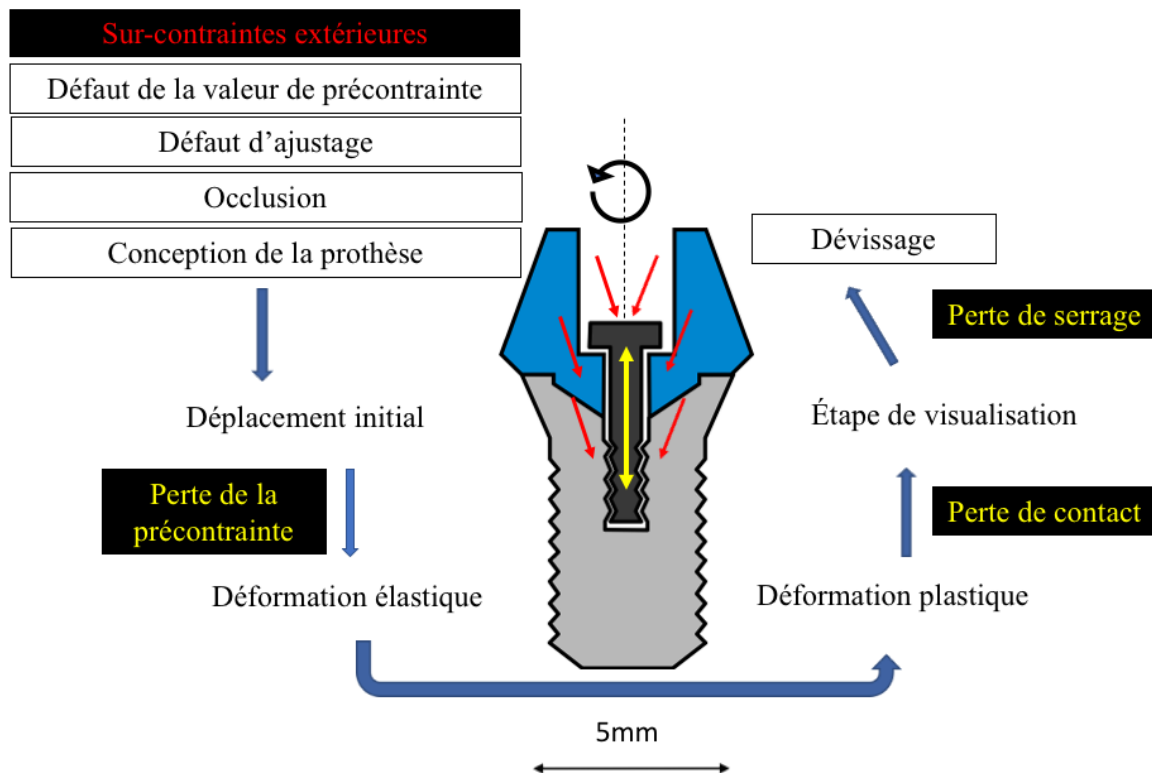 Sur-contraintes extérieures
Défaut de la valeur de précontrainte
Défaut d’ajustage
Occlusion
Conception de la prothèse
Déplacement initial
Perte de la
précontrainte
Déformation élastique
Déformation plastique
Perte de contact
Étape de visualisation
Perte de serrage
Dévissage
5mm